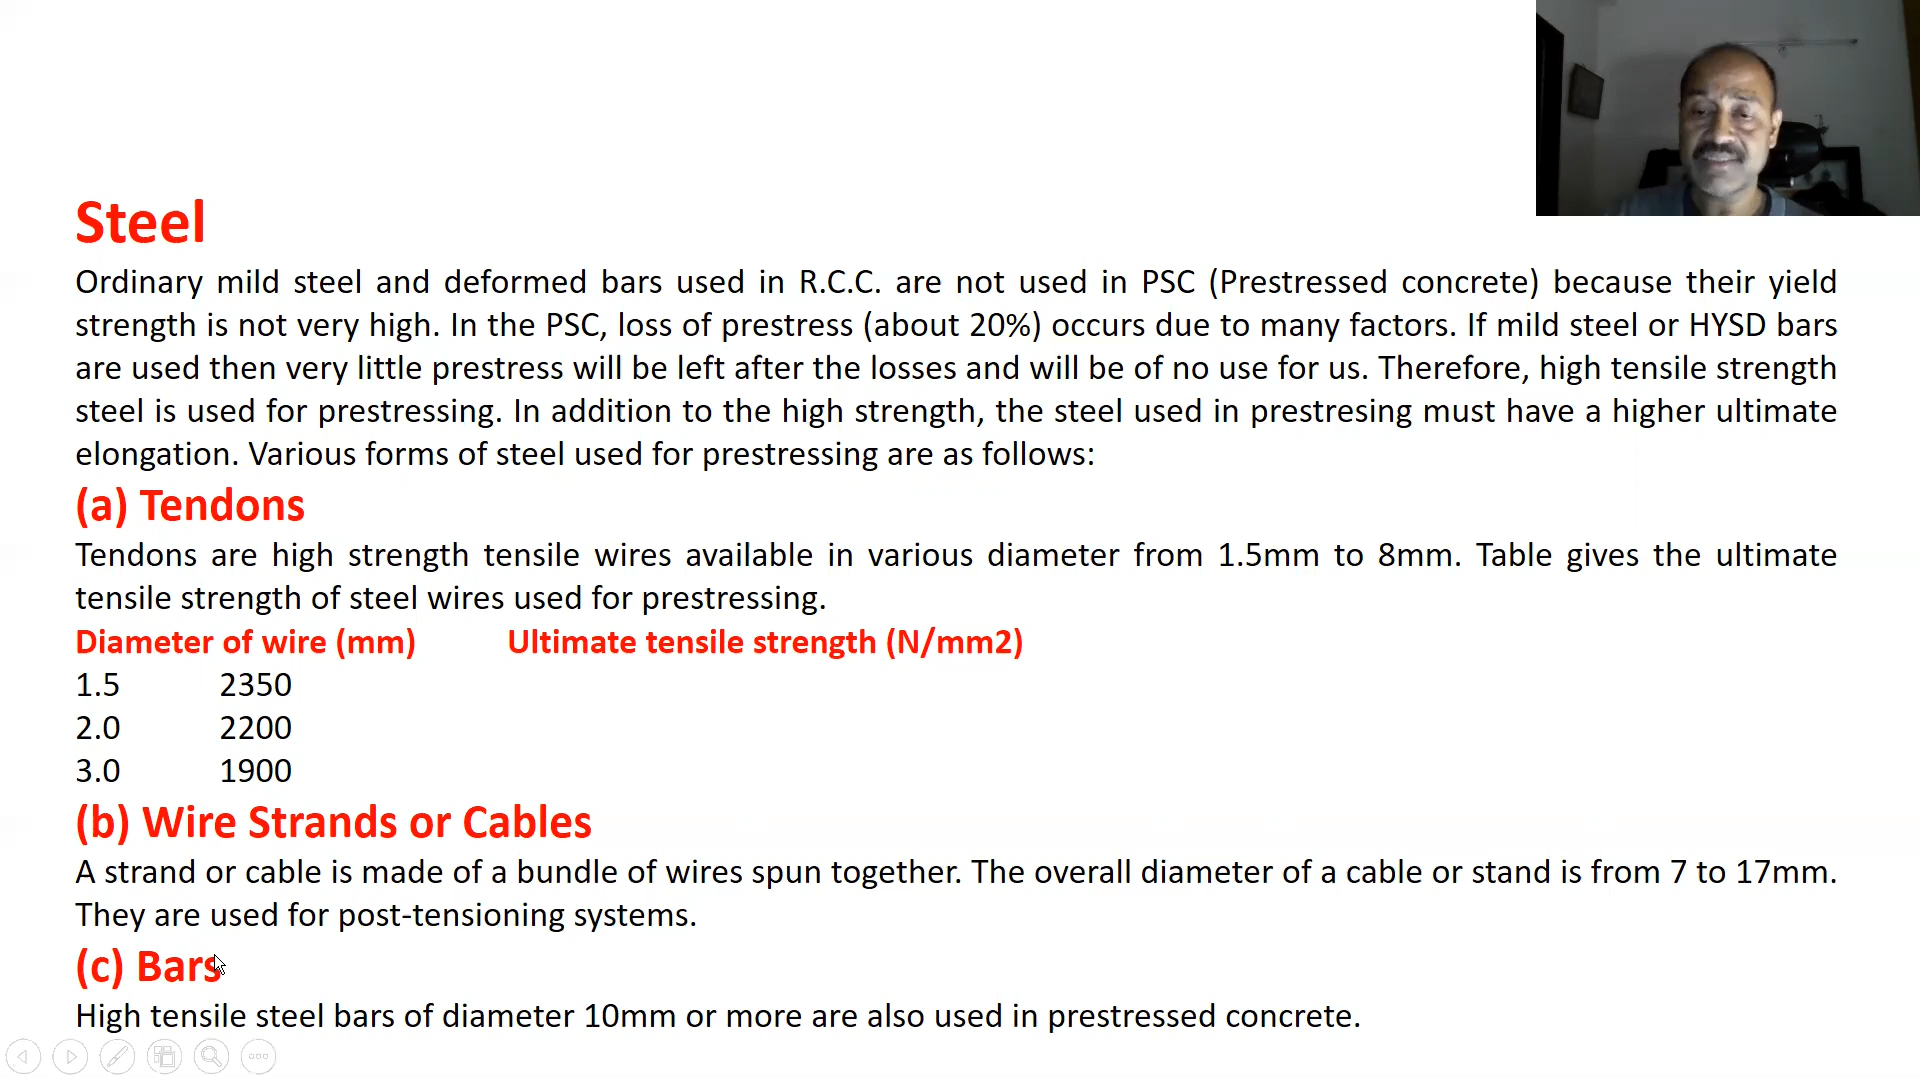 Steel
Ordinary mild steel and deformed bars used in R.C.C. are not used in PSC (Prestressed concrete) because their yield
strength is not very high. In the PSC, loss of prestress (about 20%) occurs due to many factors. If mild steel or HYSD bars
are used then very little prestress will be left after the losses and will be of no use for us. Therefore, high tensile strength
steel is used for prestressing. In addition to the high strength, the steel used in prestresing must have a higher ultimate
elongation. Various forms of steel used for prestressing are as follows:
(a) Tendons
Tendons are high strength tensile wires available in various diameter from 1.5mm to 8mm. Table gives the ultimate
tensile strength of steel wires used for prestressing.
Diameter of wire (mm) Ultimate tensile strength (N/mm2)
1.5 2350
2.0 2200
3.0 1900
(b) Wire Strands or Cables
A strand or cable is made of a bundle of wires spun together. The overall diameter of a cable or stand is from 7 to 17mm.
They are used for post-tensioning systems.
(c) Bars
High tensile steel bars of diameter 10mm or more are also used in prestressed concrete.